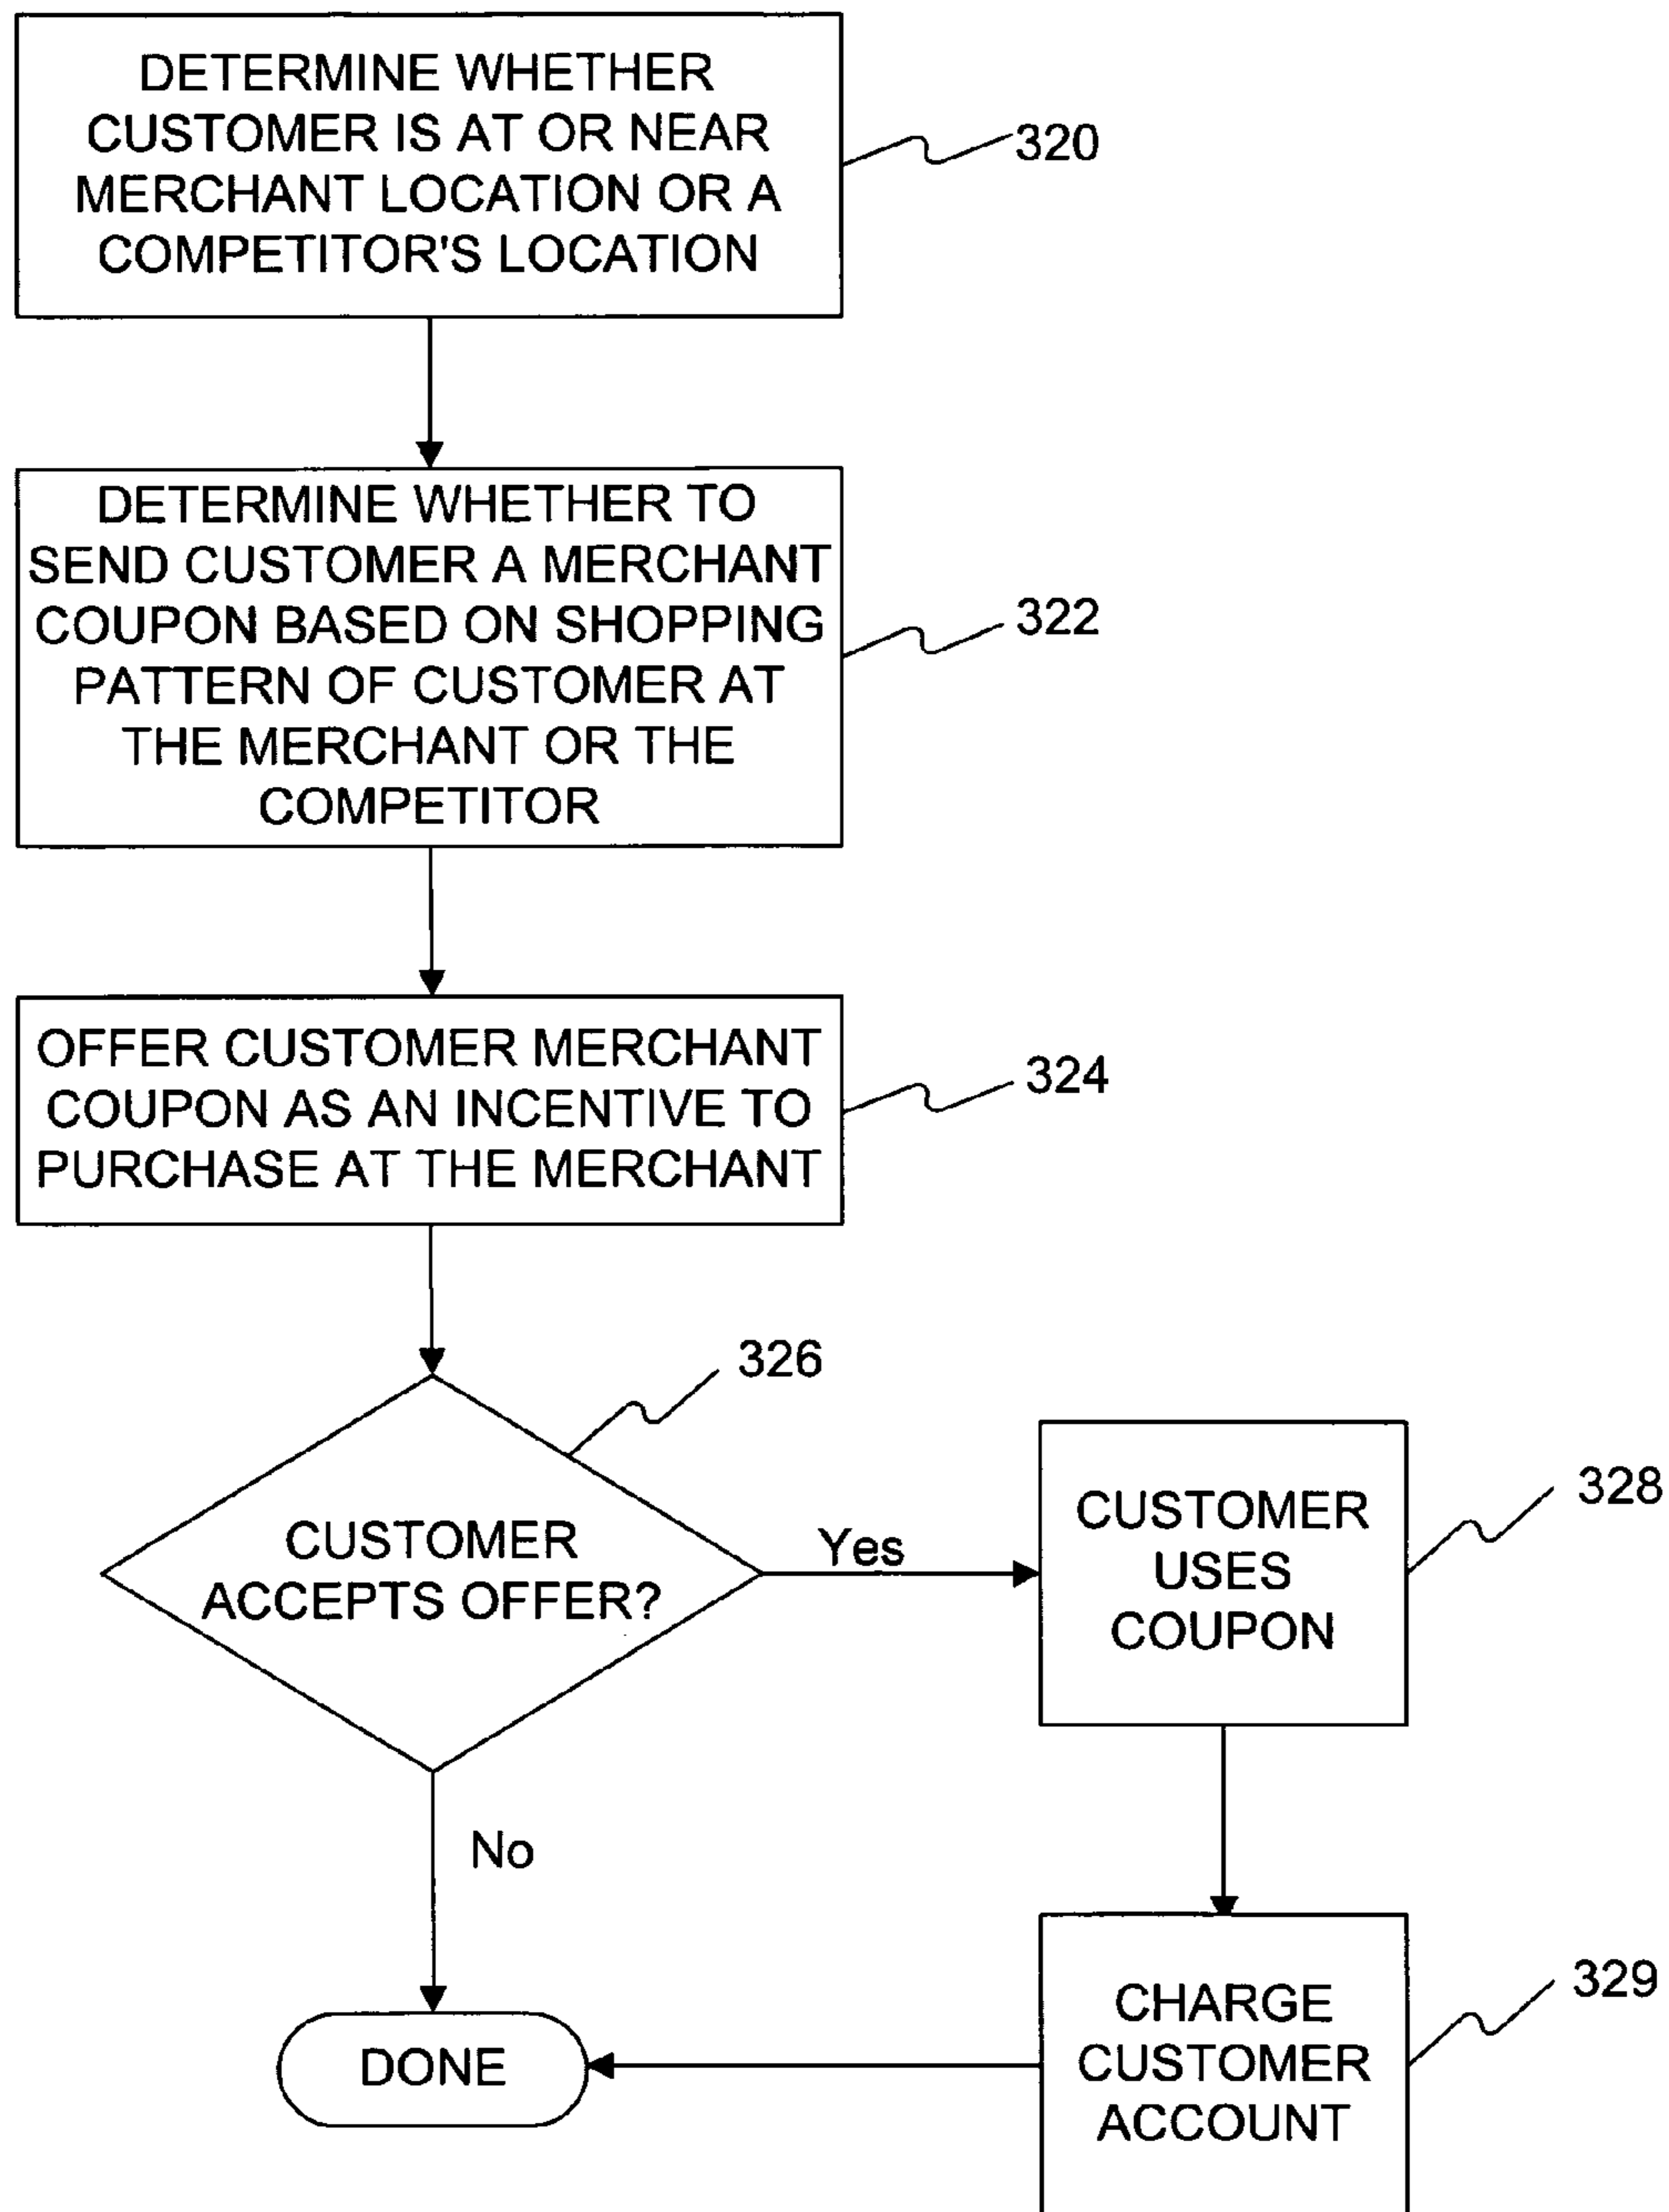 DETERMINE WHETHER
CUSTOMER IS AT OR NEAR
MERCHANT LOCATION OR A
COMPETITOR'S LOCATION
320
DETERMINE WHETHER TO
SEND CUSTOMER A MERCHANT
COUPON BASED ON SHOPPING
PATTERN OF CUSTOMER AT
THE MERCHANT OR THE
COMPETITOR
322
OFFER CUSTOMER MERCHANT
COUPON AS AN INCENTIVE TO
PURCHASE AT THE MERCHANT
324
326
CUSTOMER
ACCEPTS OFFER?
Yes
CUSTOMER
USES
COUPON
328
No
CHARGE
CUSTOMER
ACCOUNT
329
DONE